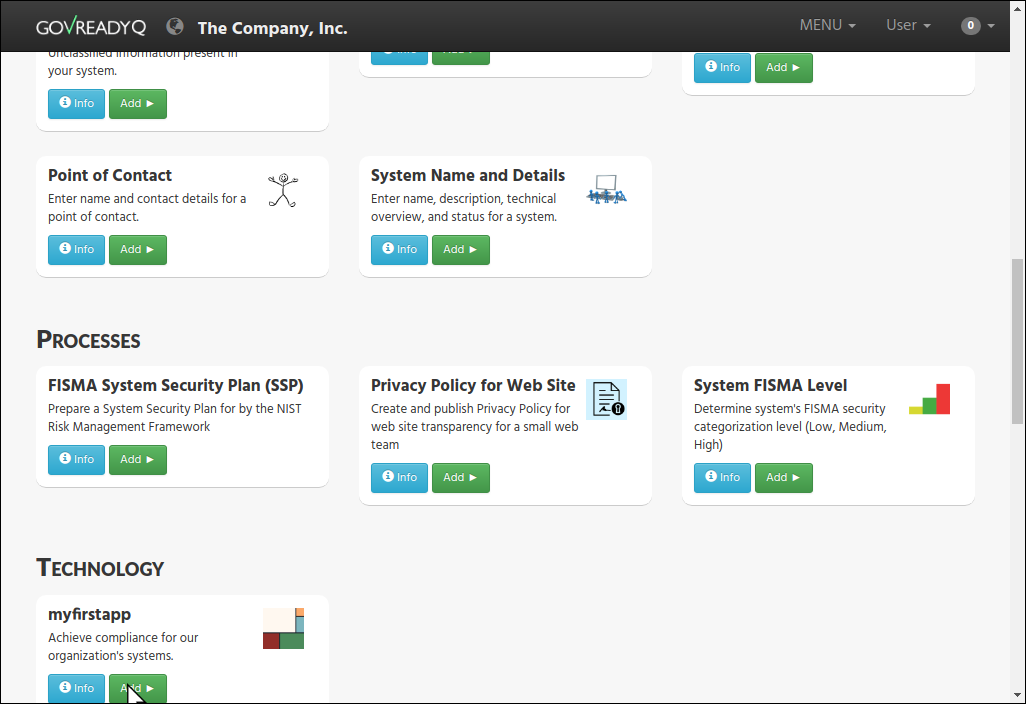 GOVREADYQ The Company, Inc. MENU User 0
Unclassified Information present in
your system.
Info Add ►
Info
Info Add ►
Point of Contact
Enter name and contact details for a
point of contact.
Info Add ►
System Name and Details
Enter name, description, technical
overview, and status for a system.
Info Add ►
PROCESSES
FISMA System Security Plan (SSP)
Prepare a System Security Plan for by the NIST
Risk Management Framework
Info Add ►
Privacy Policy for Web Site
Create and publish Privacy Policy for
web site transparency for a small web
team
Info Add ►
System FISMA Level
Determine system's FISMA security
categorization level (Low, Medium,
High)
Info Add ►
TECHNOLOGY
myfirstapp
Achieve compliance for our
organization's systems.
Info Add ►